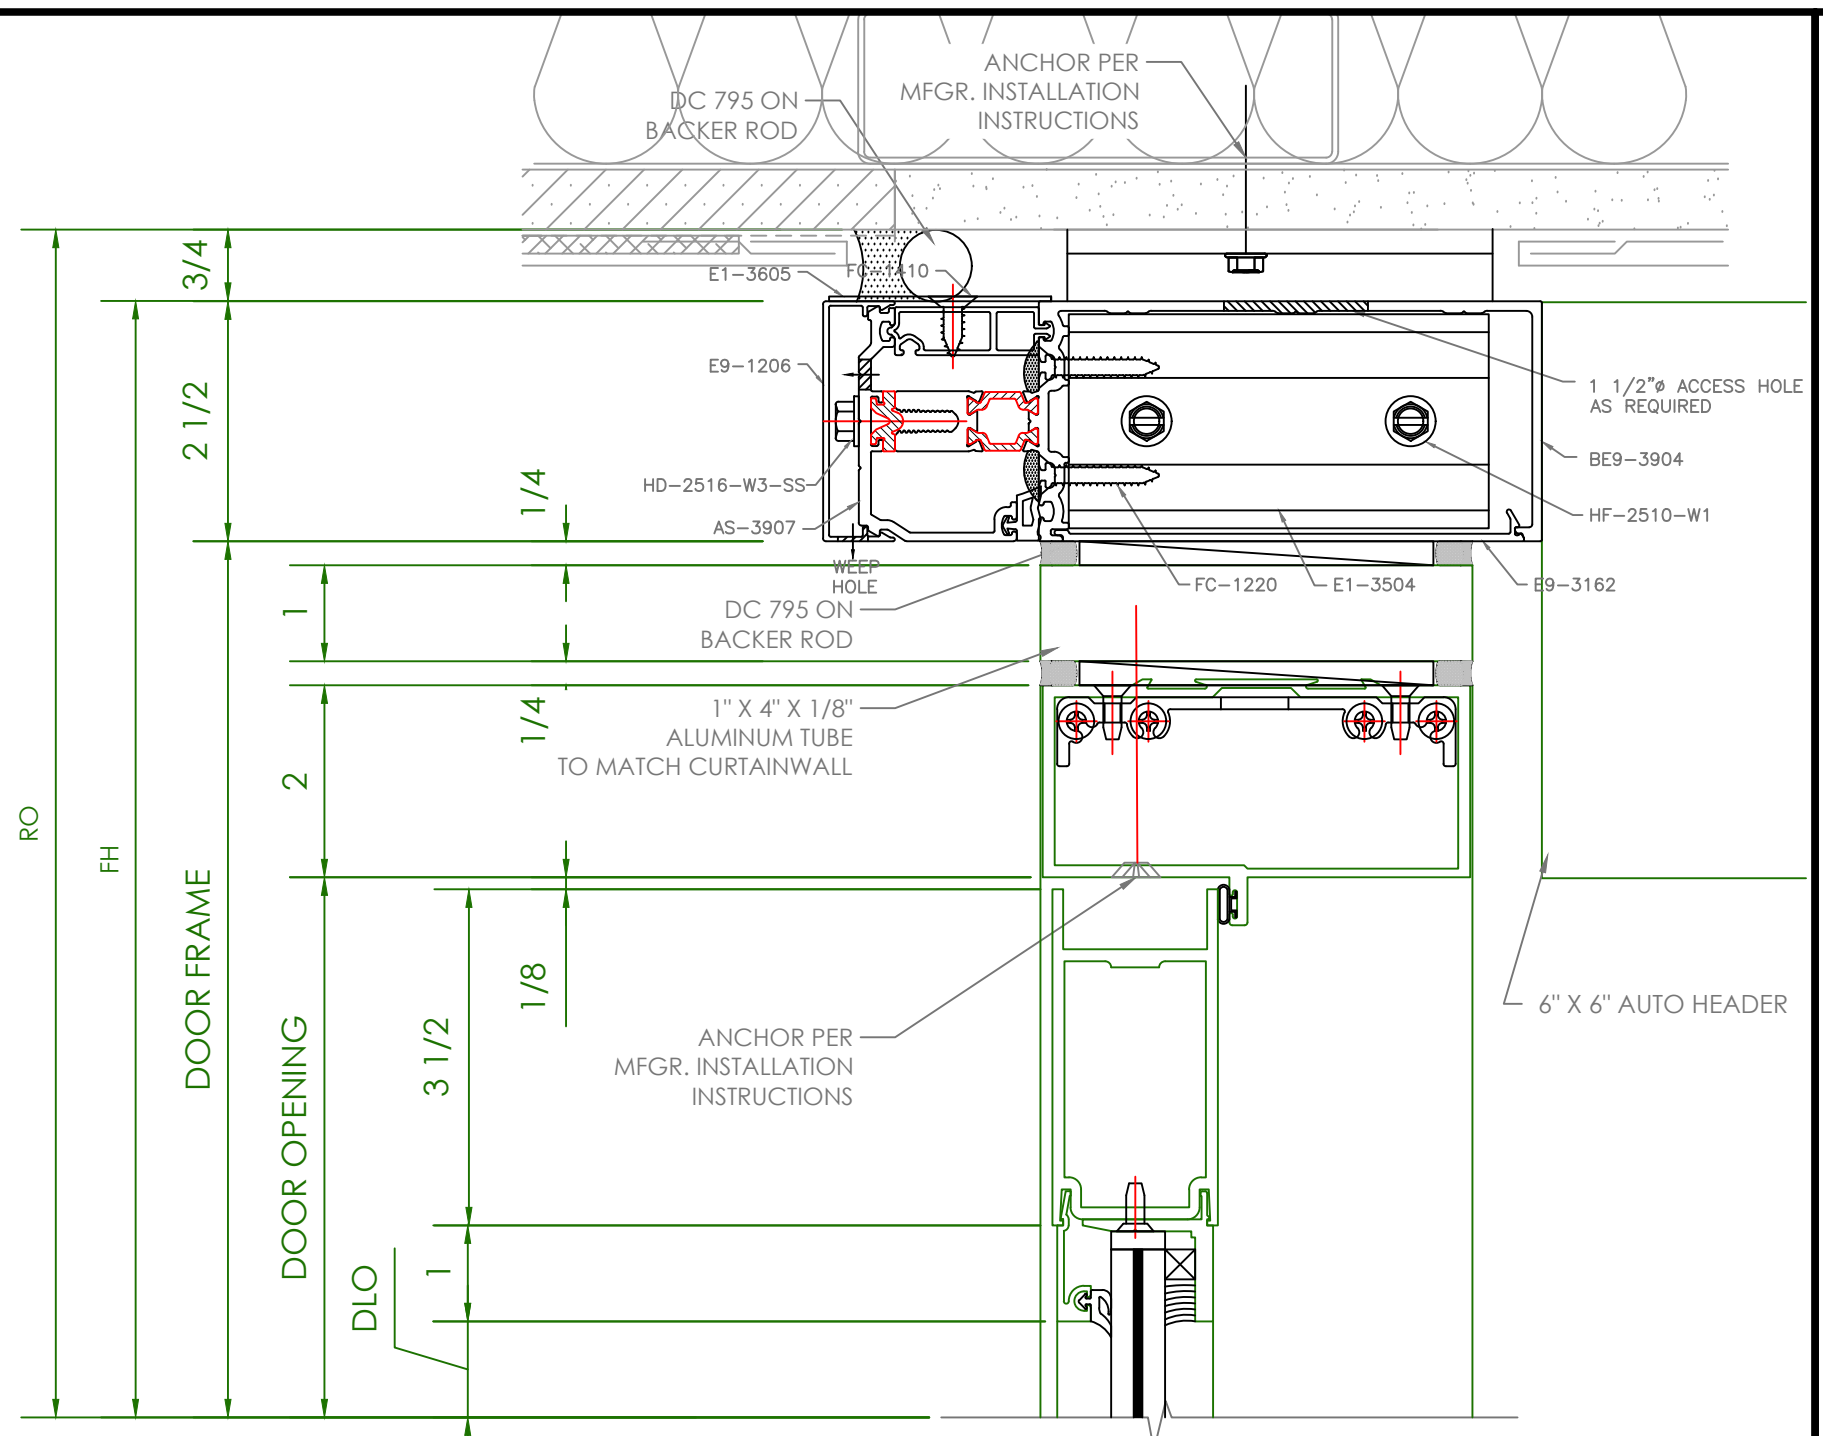 ANCHOR PER
MFGR. INSTALLATION
INSTRUCTIONS
DC 795 ON
BACKER ROD
3/4
E1-3605
FC-1410
E9-1206
2 1/2
1 1/2"ø ACCESS HOLE
AS REQUIRED
BE9-3904
HD-2516-W3-SS
1/4
AS-3907
HF-2510-W1
WEEP
HOLE
FC-1220
E1-3504
E9-3162
DC 795 ON
BACKER ROD
1
1" X 4" X 1/8"
ALUMINUM TUBE
TO MATCH CURTAINWALL
1/4
2
RO
FH
DOOR FRAME
1/8
6" X 6" AUTO HEADER
ANCHOR PER
MFGR. INSTALLATION
INSTRUCTIONS
3 1/2
DOOR OPENING
1
DLO